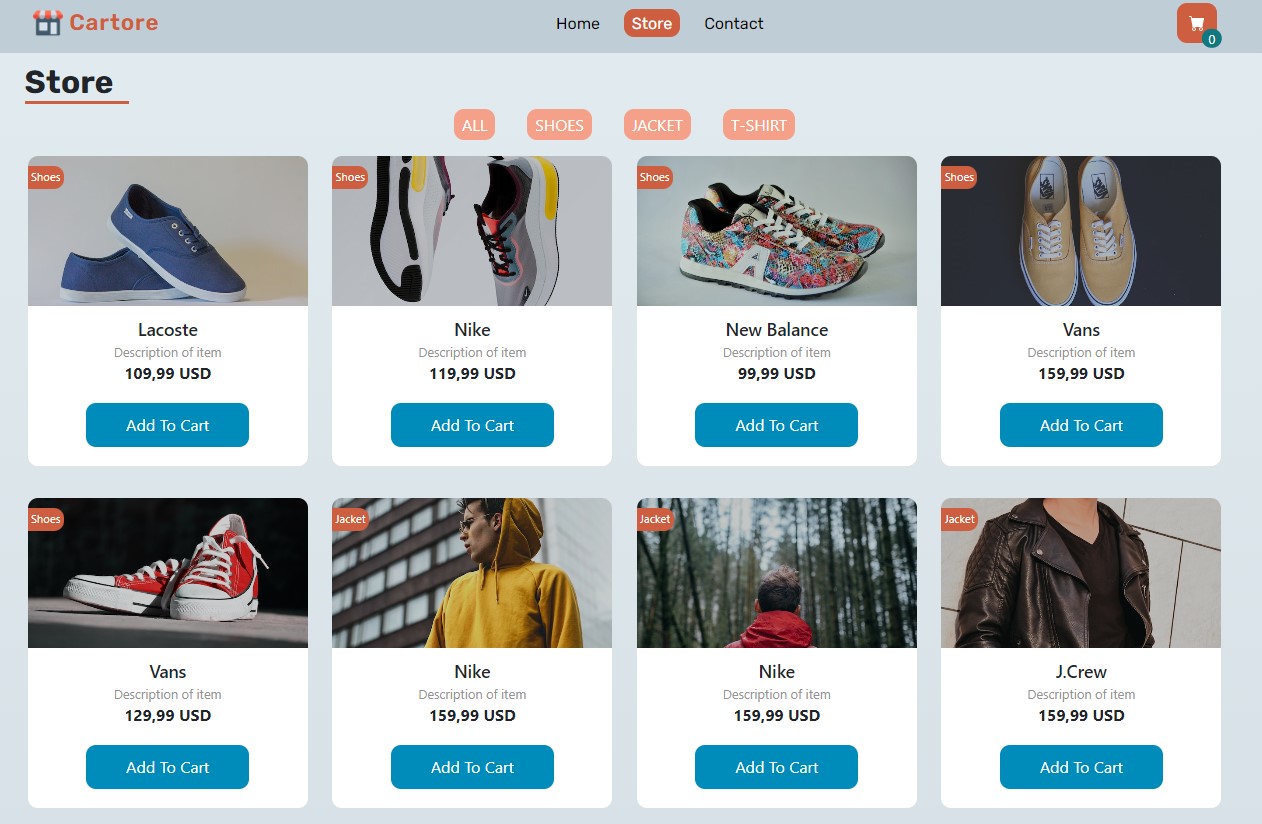 Cartore
Home Store Contact
0
Store
ALL SHOES JACKET T-SHIRT
Shoes Shoes Shoes Shoes
Lacoste Nike New Balance Vans
Description of item Description of item Description of item Description of item
109,99 USD 119,99 USD 99,99 USD 159,99 USD
Add To Cart Add To Cart Add To Cart Add To Cart
Shoes Jacket Jacket Jacket
Vans Nike Nike J.Crew
Description of item Description of item Description of item Description of item
129,99 USD 159,99 USD 159,99 USD 159,99 USD
Add To Cart Add To Cart Add To Cart Add To Cart